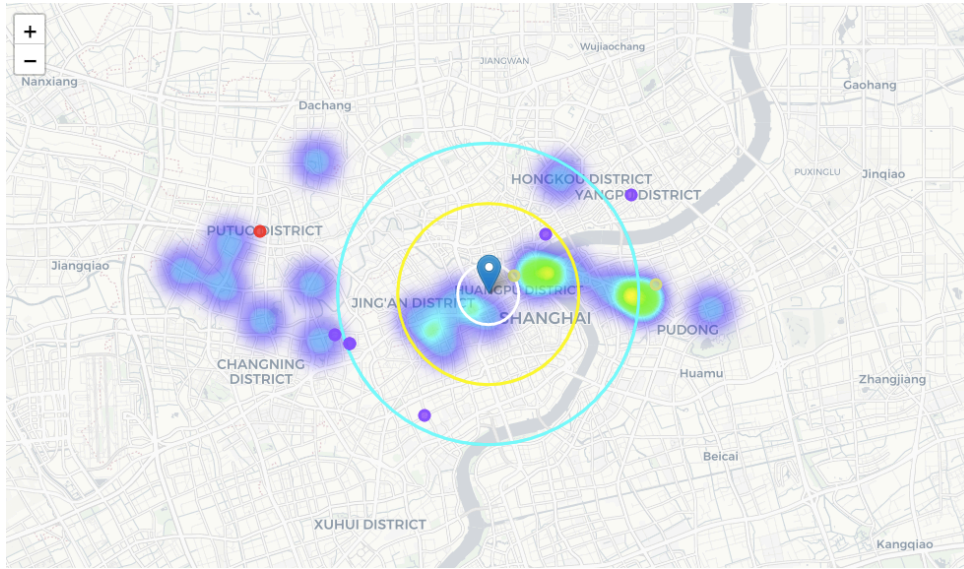 +
−
Wujiaochang
JIANGWAN
Nanxiang
Gaohang
Dachang
PUXINGLU
Jinqiao
HONGKOU DISTRICT
YANGPU DISTRICT
PUTUO DISTRICT
Jiangqiao
HUANGPU DISTRICT
JING'AN DISTRICT
SHANGHAI
PUDONG
CHANGNING
DISTRICT
Huamu
Zhangjiang
Beicai
XUHUI DISTRICT
Kangqiao